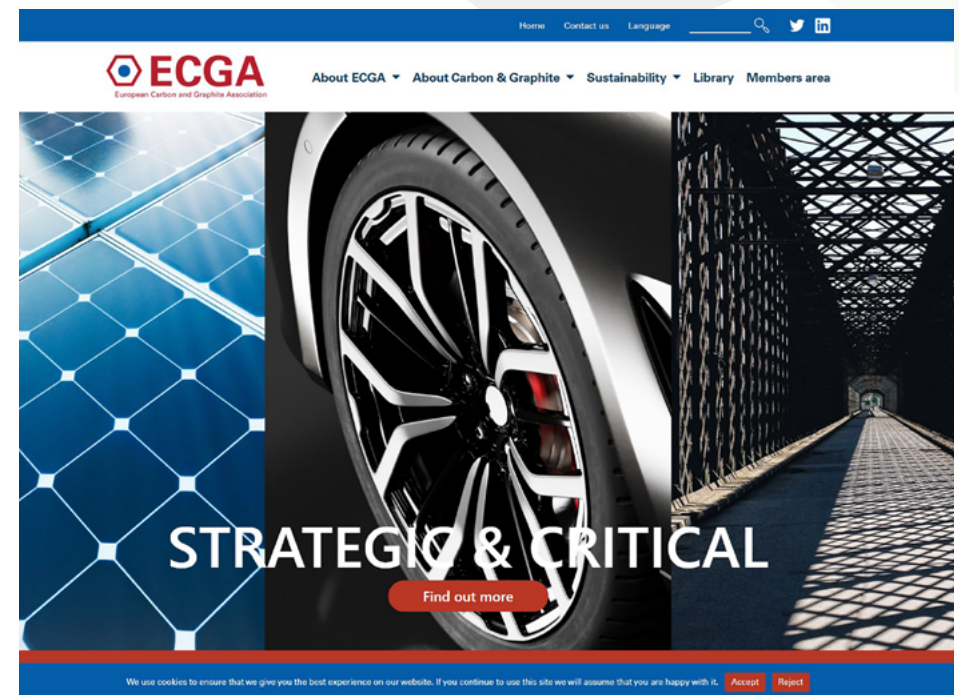 Home Contact us Language
ECGA
European Carbon and Graphite Association
About ECGA About Carbon & Graphite Sustainability Library Members area
STRATEGIC & CRITICAL
Find out more
We use cookies to ensure that we give you the best experience on our website. If you continue to use this site we will assume that you are happy with it. Accept Reject